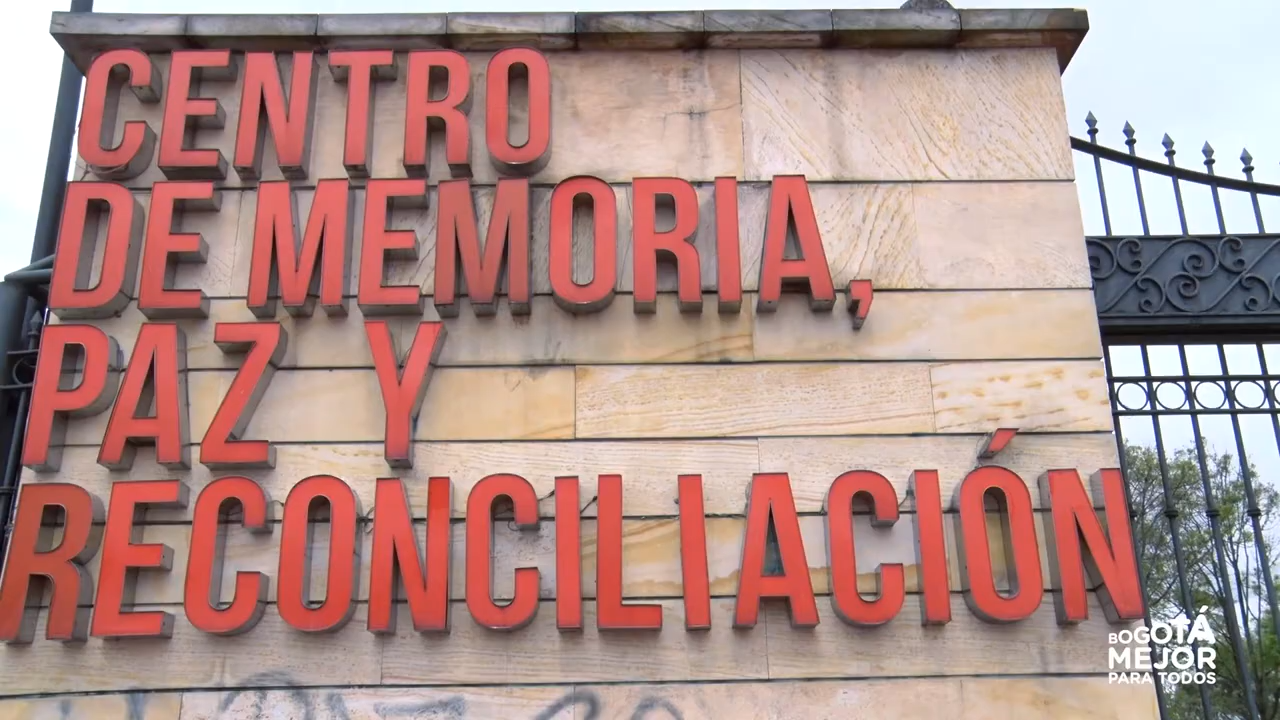 CENTRO
DE MEMORIA,
PAZ Y
RECONCILIACIÓN
BOGOTÁ
MEJOR
PARA TODOS